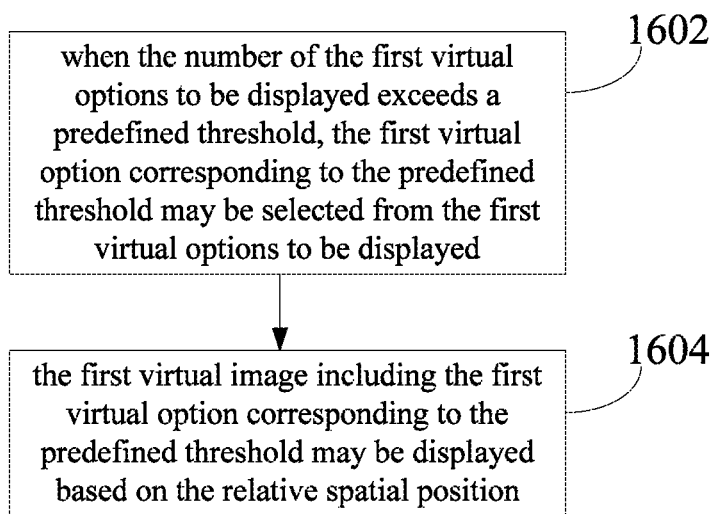 1602
when the number of the first virtual
options to be displayed exceeds a
predefined threshold, the first virtual
option corresponding to the predefined
threshold may be selected from the first
virtual options to be displayed
1604
the first virtual image including the first
virtual option corresponding to the
predefined threshold may be displayed
based on the relative spatial position